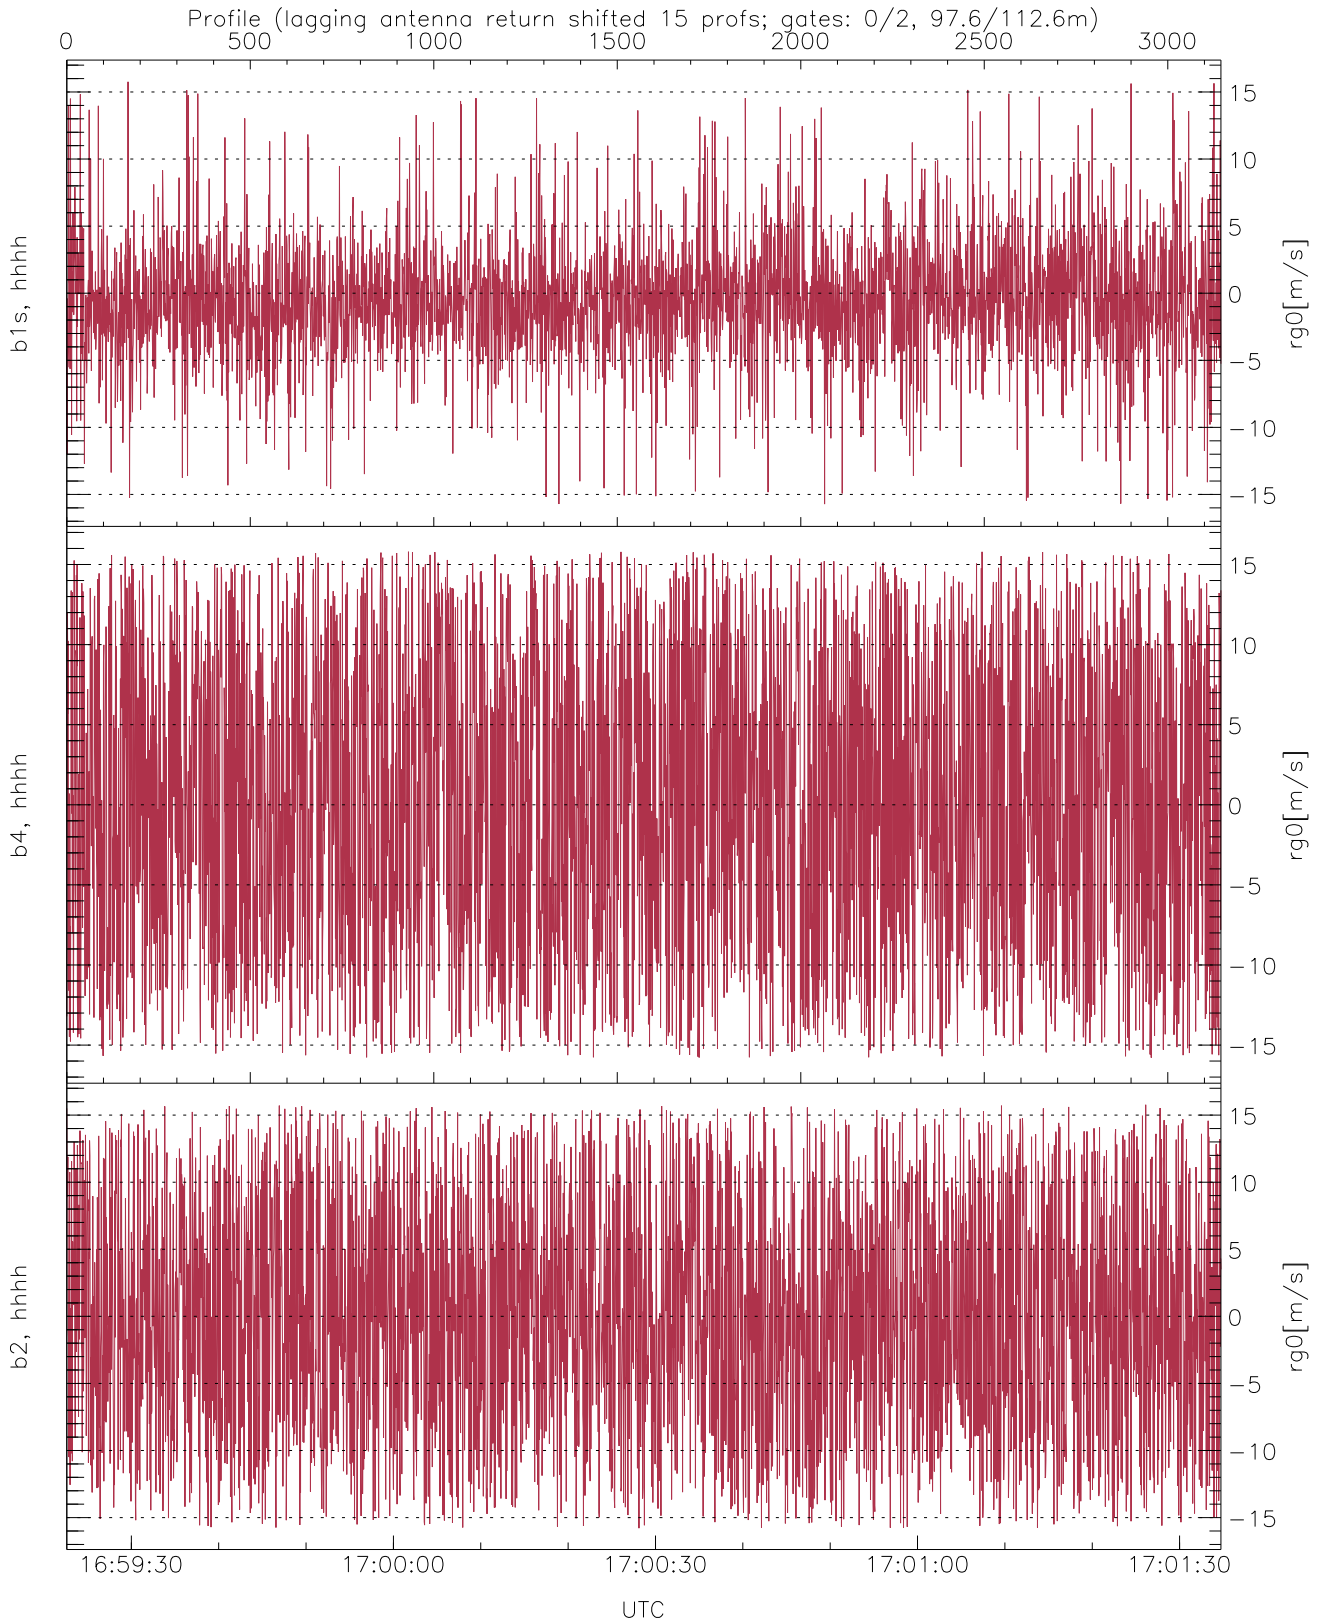 Profile (lagging antenna return shifted 15 profs; gates: 0/2, 97.6/112.6m)
0 500 1000 1500 2000 2500 3000
b1s, hhhh
15
10
5
0
-5
-10
-15
rg0[m/s]
b4, hhhh
15
10
5
0
-5
-10
-15
rg0[m/s]
b2, hhhh
15
10
5
0
-5
-10
-15
rg0[m/s]
16:59:30 17:00:00 17:00:30 17:01:00 17:01:30
UTC